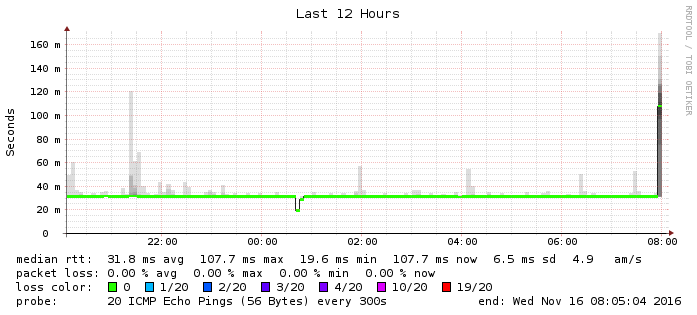 Last 12 Hours
RRDTOOL / TOBI OETIKER
Seconds
160 m
140 m
120 m
100 m
80 m
60 m
40 m
20 m
0
22:00 00:00 02:00 04:00 06:00 08:00
median rtt: 31.8 ms avg 107.7 ms max 19.6 ms min 107.7 ms now 6.5 ms sd 4.9 am/s
packet loss: 0.00 % avg 0.00 % max 0.00 % min 0.00 % now
loss color: 0 1/20 2/20 3/20 4/20 10/20 19/20
probe: 20 ICMP Echo Pings (56 Bytes) every 300s end: Wed Nov 16 08:05:04 2016